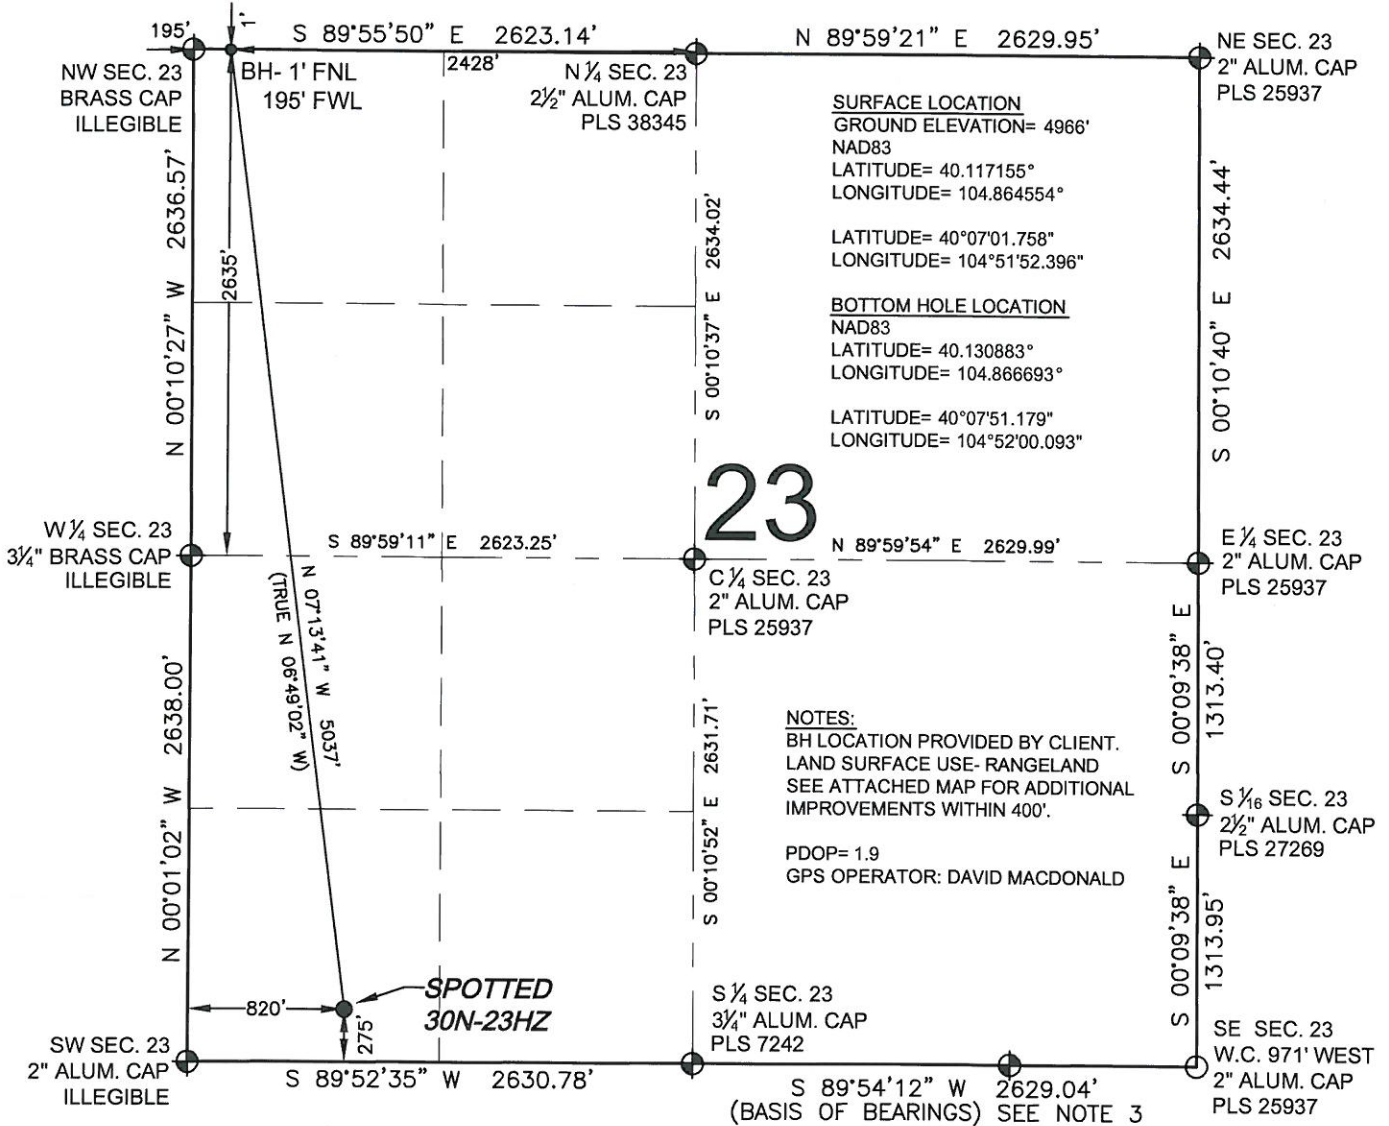 195'
1'
S 89°55'50" E 2623.14'
N 89°59'21" E 2629.95'
NW SEC. 23
BRASS CAP
ILLEGIBLE
BH- 1' FNL
195' FWL
2428'
N ¼ SEC. 23
2½" ALUM. CAP
PLS 38345
NE SEC. 23
2" ALUM. CAP
PLS 25937
SURFACE LOCATION
GROUND ELEVATION= 4966'
NAD83
LATITUDE= 40.117155°
LONGITUDE= 104.864554°
LATITUDE= 40°07'01.758"
LONGITUDE= 104°51'52.396"
BOTTOM HOLE LOCATION
NAD83
LATITUDE= 40.130883°
LONGITUDE= 104.866693°
LATITUDE= 40°07'51.179"
LONGITUDE= 104°52'00.093"
N 00°10'27" W 2636.57'
2635'
S 00°10'37" E 2634.02'
S 00°10'40" E 2634.44'
23
W ¼ SEC. 23
3¼" BRASS CAP
ILLEGIBLE
S 89°59'11" E 2623.25'
N 89°59'54" E 2629.99'
C ¼ SEC. 23
2" ALUM. CAP
PLS 25937
E ¼ SEC. 23
2" ALUM. CAP
PLS 25937
N 07°13'41" W 5037'
(TRUE N 06°49'02" W)
N 00°01'02" W 2638.00'
S 00°10'52" E 2631.71'
S 00°09'38" E
1313.40'
NOTES:
BH LOCATION PROVIDED BY CLIENT.
LAND SURFACE USE- RANGELAND
SEE ATTACHED MAP FOR ADDITIONAL
IMPROVEMENTS WITHIN 400'.
PDOP= 1.9
GPS OPERATOR: DAVID MACDONALD
S 1⁄16 SEC. 23
2½" ALUM. CAP
PLS 27269
S 00°09'38" E
1313.95'
820'
275'
SPOTTED
30N-23HZ
SW SEC. 23
2" ALUM. CAP
ILLEGIBLE
S 89°52'35" W 2630.78'
S ¼ SEC. 23
3¼" ALUM. CAP
PLS 7242
S 89°54'12" W 2629.04'
(BASIS OF BEARINGS) SEE NOTE 3
SE SEC. 23
W.C. 971' WEST
2" ALUM. CAP
PLS 25937